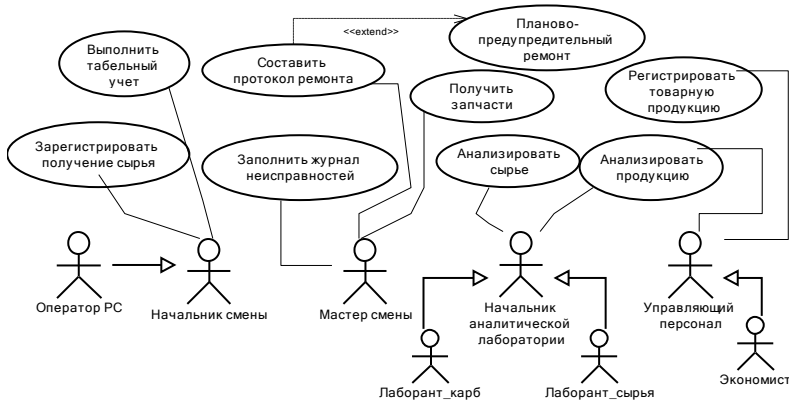 Выполнить
табельный
учет
Составить
протокол ремонта
<<extend>>
Планово-
предупредительный
ремонт
Получить
запчасти
Регистрировать
товарную
продукцию
Зарегистрировать
получение сырья
Заполнить журнал
неисправностей
Анализировать
сырье
Анализировать
продукцию
Оператор РС
Начальник смены
Мастер смены
Начальник
аналитической
лаборатории
Управляющий
персонал
Лаборант_карб
Лаборант_сырья
Экономист